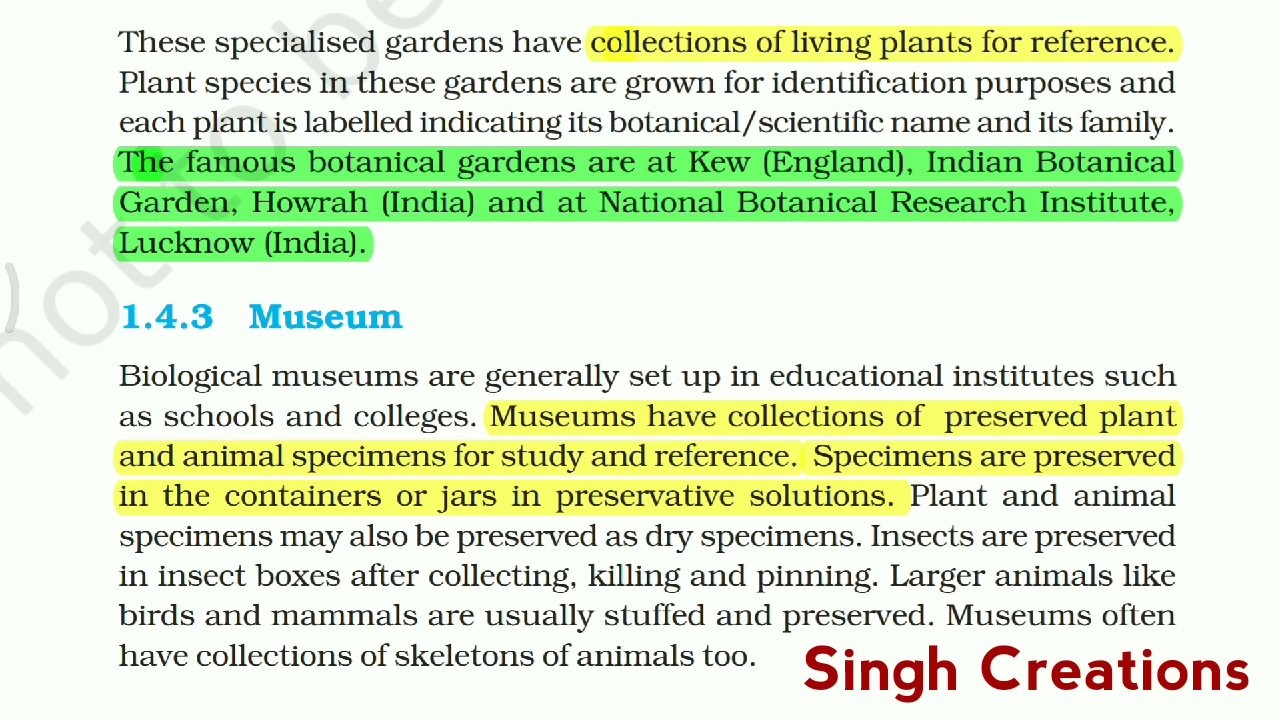 These specialised gardens have collections of living plants for reference.
Plant species in these gardens are grown for identification purposes and
each plant is labelled indicating its botanical/scientific name and its family.
The famous botanical gardens are at Kew (England), Indian Botanical
Garden, Howrah (India) and at National Botanical Research Institute,
Lucknow (India).
1.4.3 Museum
Biological museums are generally set up in educational institutes such
as schools and colleges. Museums have collections of preserved plant
and animal specimens for study and reference. Specimens are preserved
in the containers or jars in preservative solutions. Plant and animal
specimens may also be preserved as dry specimens. Insects are preserved
in insect boxes after collecting, killing and pinning. Larger animals like
birds and mammals are usually stuffed and preserved. Museums often
have collections of skeletons of animals too.
Singh Creations
not to be